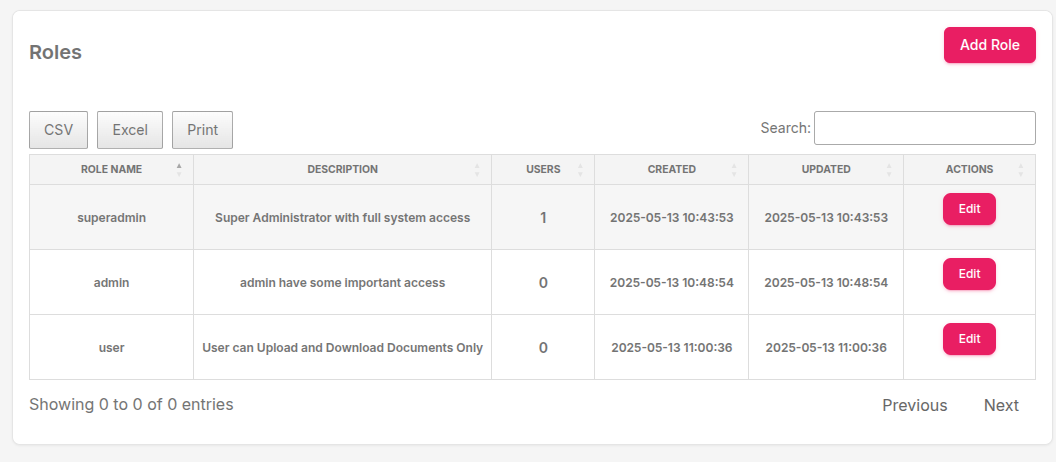 Roles
Add Role
CSV Excel Print
Search:
ROLE NAME DESCRIPTION USERS CREATED UPDATED ACTIONS
superadmin Super Administrator with full system access 1 2025-05-13 10:43:53 2025-05-13 10:43:53 Edit
admin admin have some important access 0 2025-05-13 10:48:54 2025-05-13 10:48:54 Edit
user User can Upload and Download Documents Only 0 2025-05-13 11:00:36 2025-05-13 11:00:36 Edit
Showing 0 to 0 of 0 entries
Previous Next